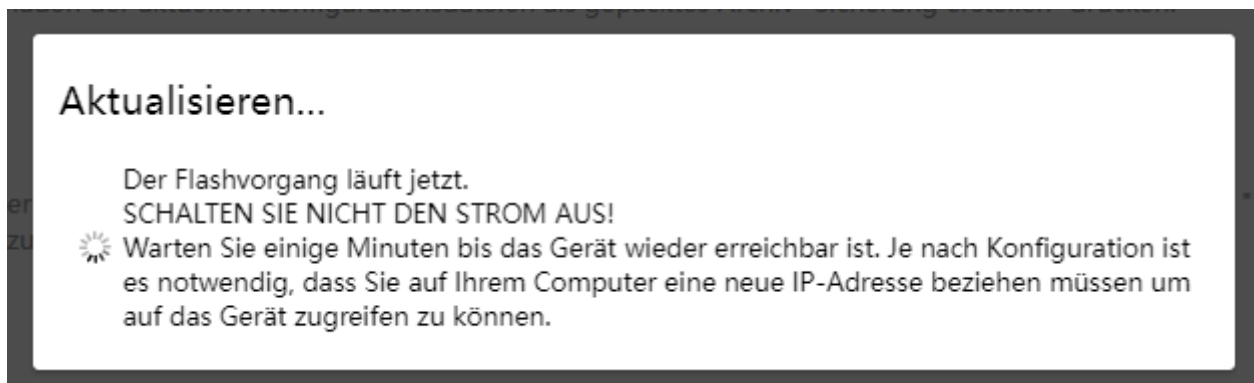 Aktualisieren...
Der Flashvorgang läuft jetzt.
SCHALTEN SIE NICHT DEN STROM AUS!
Warten Sie einige Minuten bis das Gerät wieder erreichbar ist. Je nach Konfiguration ist
es notwendig, dass Sie auf Ihrem Computer eine neue IP-Adresse beziehen müssen um
auf das Gerät zugreifen zu können.
er
zu